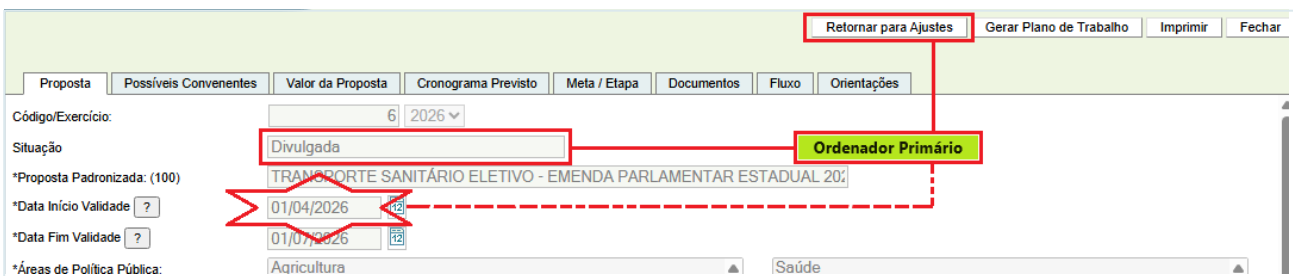 Retornar para Ajustes Gerar Plano de Trabalho Imprimir Fechar
Proposta Possíveis Convenentes Valor da Proposta Cronograma Previsto Meta / Etapa Documentos Fluxo Orientações
Código/Exercício: 6 2026
Situação Divulgada Ordenador Primário
*Proposta Padronizada: (100) TRANSPORTE SANITÁRIO ELETIVO - EMENDA PARLAMENTAR ESTADUAL 202
*Data Início Validade ? 01/04/2026 12
*Data Fim Validade ? 01/07/2026 12
*Áreas de Política Pública: Agricultura Saúde